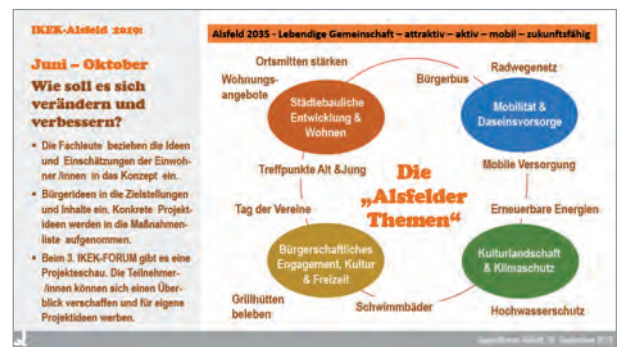 IKEK-Alsfeld 2019:
Juni – Oktober
Wie soll es sich
verändern und
verbessern?
• Die Fachleute beziehen die Ideen
und Einschätzungen der Einwoh-
ner /innen in das Konzept ein.
• Bürgerideen in die Zielstellungen
und Inhalte ein. Konkrete Projekt-
ideen werden in die Maßnahmen-
liste aufgenommen.
• Beim 3. IKEK-FORUM gibt es eine
Projekteschau. Die Teilnehmer-
/innen können sich einen Über-
blick verschaffen und für eigene
Projektideen werben.
Alsfeld 2035 - Lebendige Gemeinschaft – attraktiv – aktiv – mobil – zukunftsfähig
Ortsmitten stärken
Wohnungs-
angebote
Städtebauliche
Entwicklung &
Wohnen
Bürgerbus
Radwegenetz
Mobilität &
Daseinsvorsorge
Treffpunkte Alt &Jung
Mobile Versorgung
Die
„Alsfelder
Themen“
Tag der Vereine
Erneuerbare Energien
Bürgerschaftliches
Engagement, Kultur
& Freizeit
Kulturlandschaft
& Klimaschutz
Grillhütten
beleben
Schwimmbäder
Hochwasserschutz